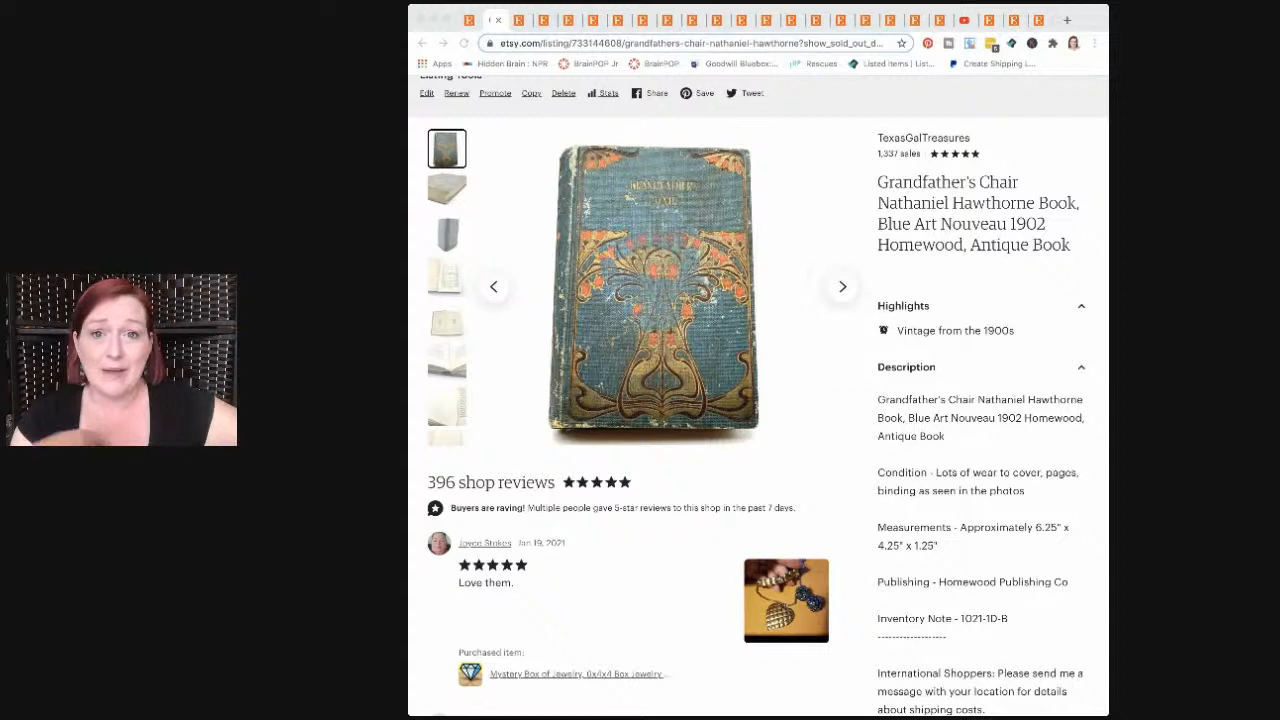 etsy.com/listing/733144608/grandfathers-chair-nathaniel-hawthorne?show_sold_out_d...
Apps Hidden Brain : NPR BrainPOP Jr BrainPOP Goodwill Bluebox:... Rescues Listed Items | List... Create Shipping L...
Listing Tools
Edit Renew Promote Copy Delete Stats Share Save Tweet
TexasGalTreasures
1,337 sales
Grandfather's Chair
Nathaniel Hawthorne Book,
Blue Art Nouveau 1902
Homewood, Antique Book
GRANDFATHER'S
CHAIR
Highlights
Vintage from the 1900s
Description
Grandfather's Chair Nathaniel Hawthorne
Book, Blue Art Nouveau 1902 Homewood,
Antique Book
Condition - Lots of wear to cover, pages,
binding as seen in the photos
Measurements - Approximately 6.25" x
4.25" x 1.25"
Publishing - Homewood Publishing Co
Inventory Note - 1021-1D-B
------------------
International Shoppers: Please send me a
message with your location for details
about shipping costs.
396 shop reviews
Buyers are raving! Multiple people gave 5-star reviews to this shop in the past 7 days.
Joyce Stokes Jan 19, 2021
Love them.
Purchased item:
Mystery Box of Jewelry, 6x4x4 Box Jewelry ...